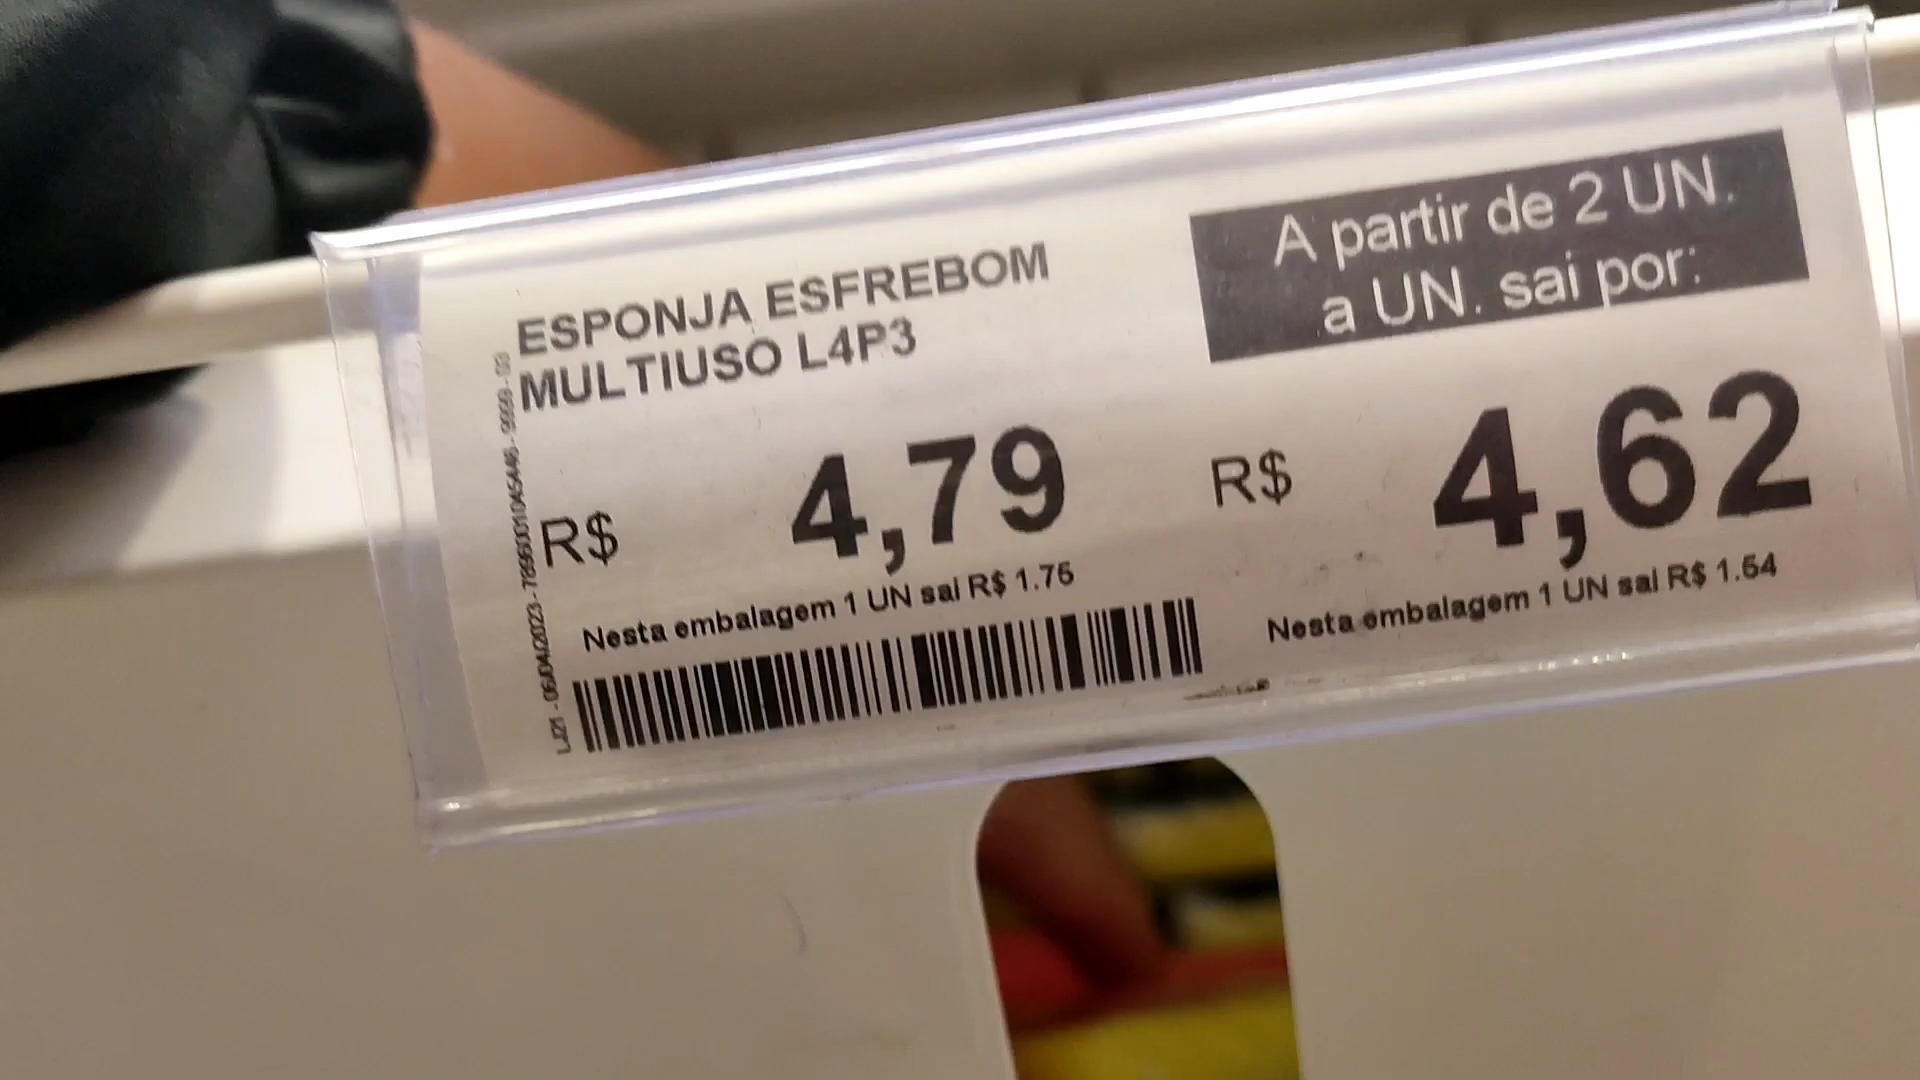 ESPONJA ESFREBOM
MULTIUSO L4P3
R$ 4,79
Nesta embalagem 1 UN sai R$ 1.75
A partir de 2 UN.
a UN. sai por:
R$ 4,62
Nesta embalagem 1 UN sai R$ 1.54